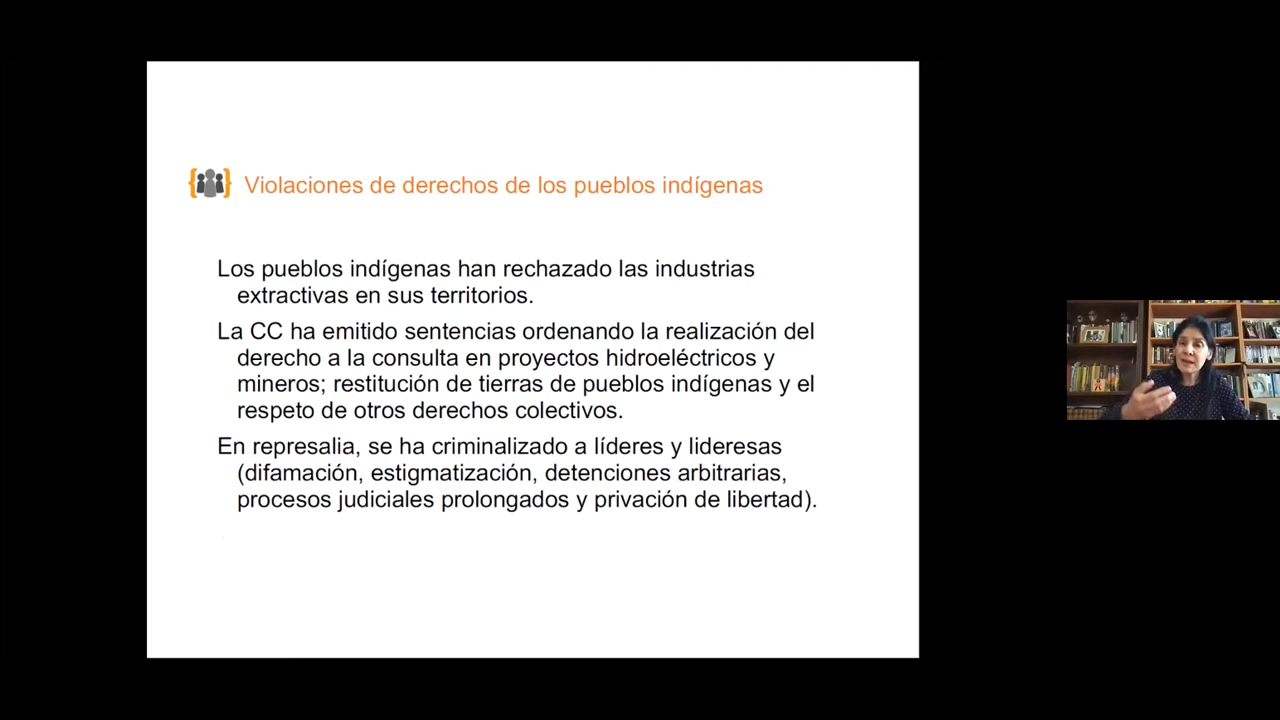 Violaciones de derechos de los pueblos indígenas
Los pueblos indígenas han rechazado las industrias
extractivas en sus territorios.
La CC ha emitido sentencias ordenando la realización del
derecho a la consulta en proyectos hidroeléctricos y
mineros; restitución de tierras de pueblos indígenas y el
respeto de otros derechos colectivos.
En represalia, se ha criminalizado a líderes y lideresas
(difamación, estigmatización, detenciones arbitrarias,
procesos judiciales prolongados y privación de libertad).